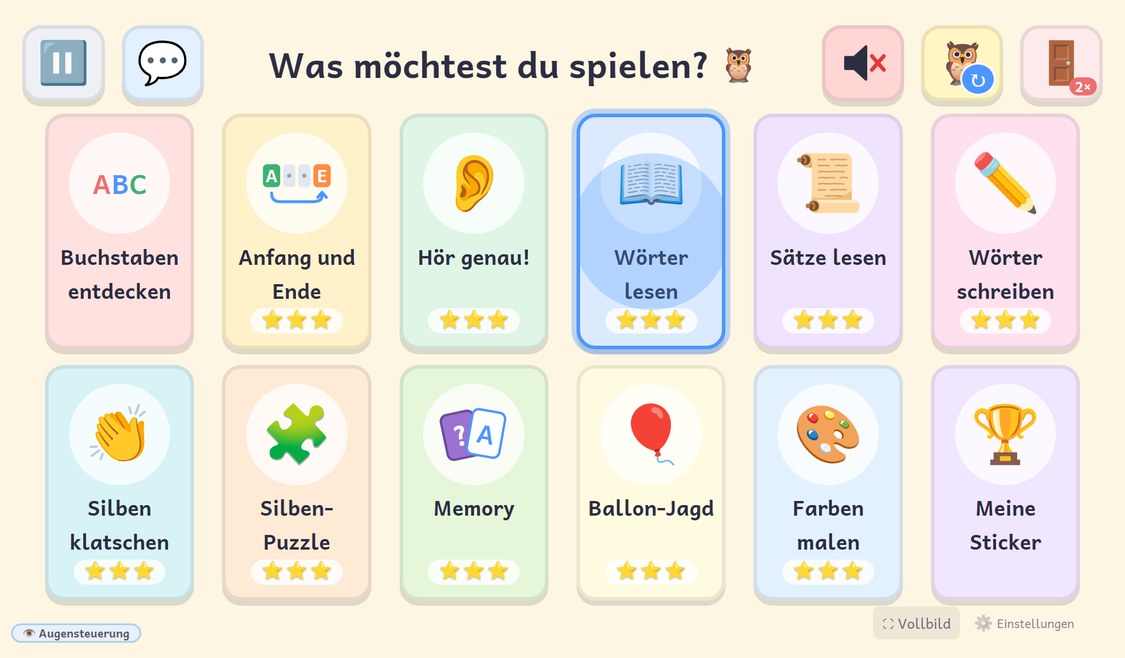 Was möchtest du spielen?
2×
ABC
Buchstaben
entdecken
A E
Anfang und
Ende
Hör genau!
Wörter
lesen
Sätze lesen
Wörter
schreiben
Silben
klatschen
Silben-
Puzzle
? A
Memory
Ballon-Jagd
Farben
malen
Meine
Sticker
Augensteuerung
Vollbild
Einstellungen